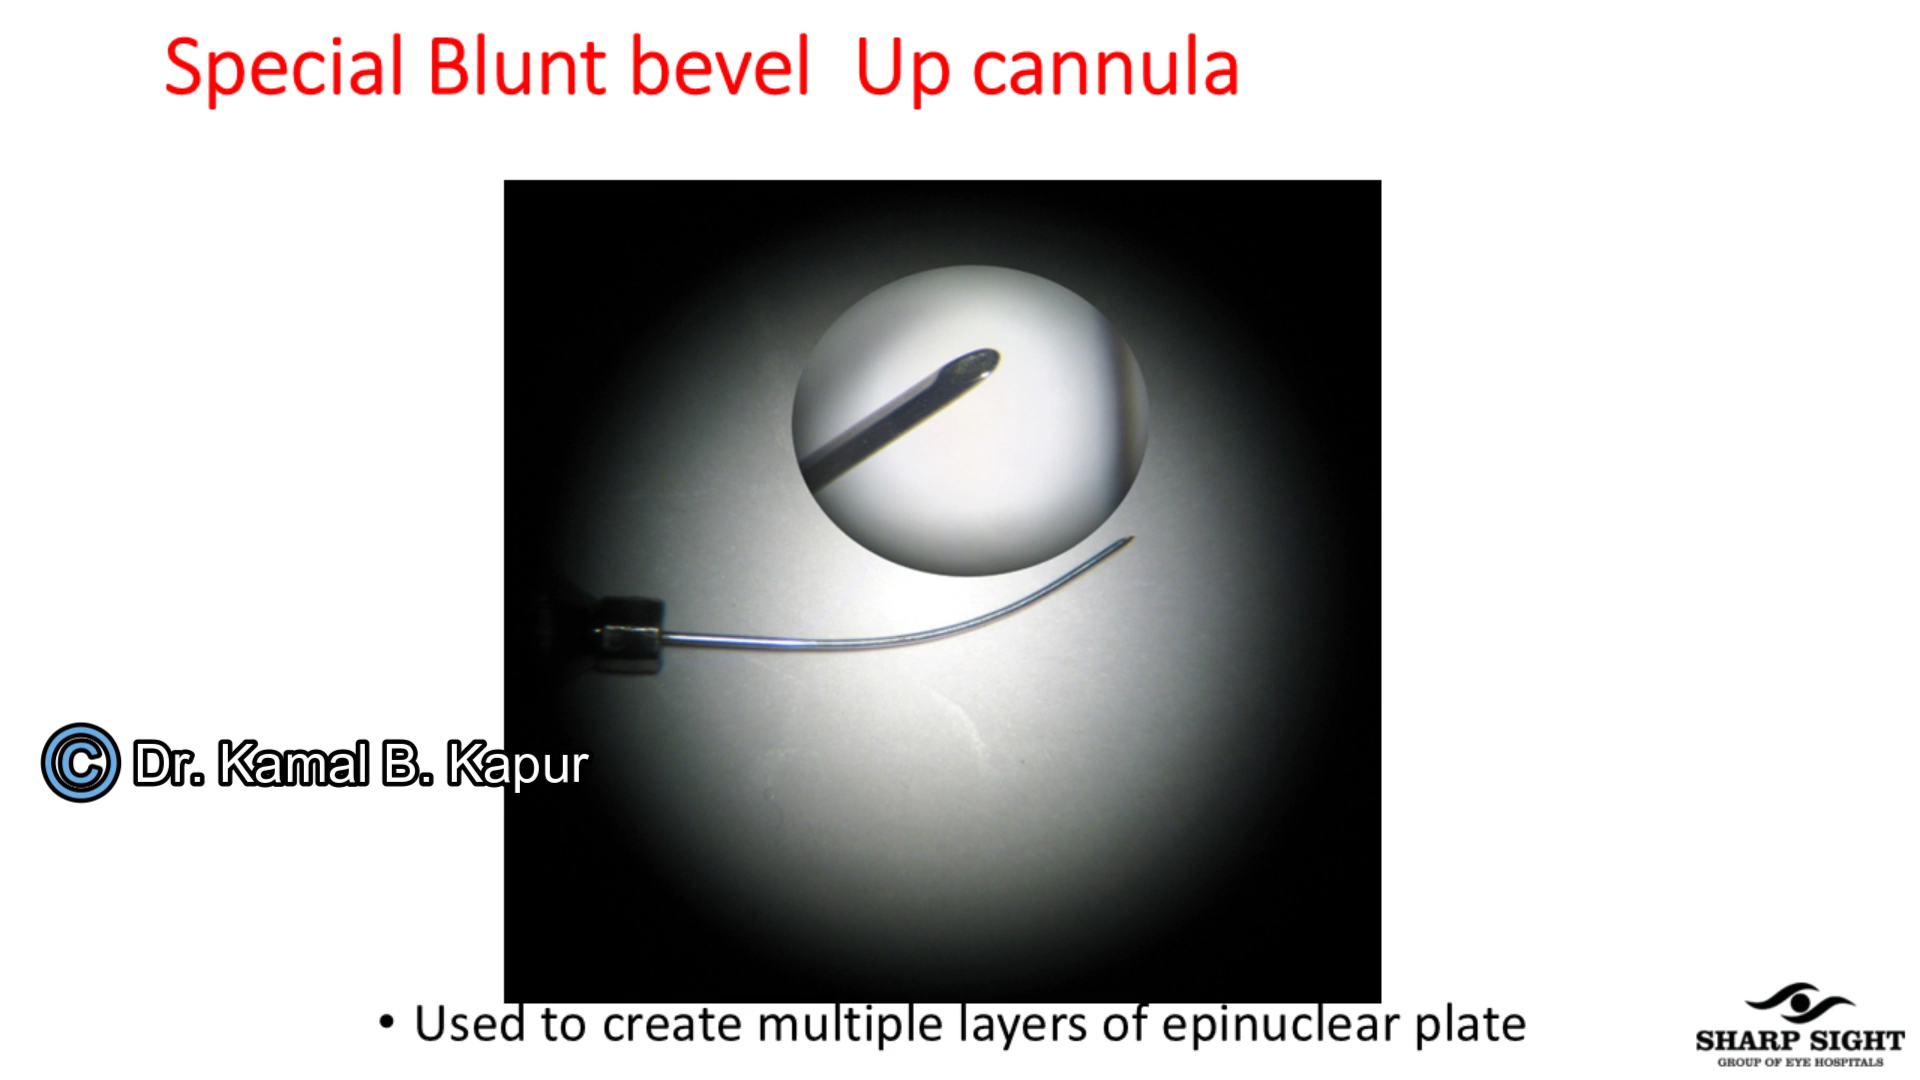 Special Blunt bevel  Up cannula
© Dr. Kamal B. Kapur
• Used to create multiple layers of epinuclear plate
SHARP SIGHT
GROUP OF EYE HOSPITALS